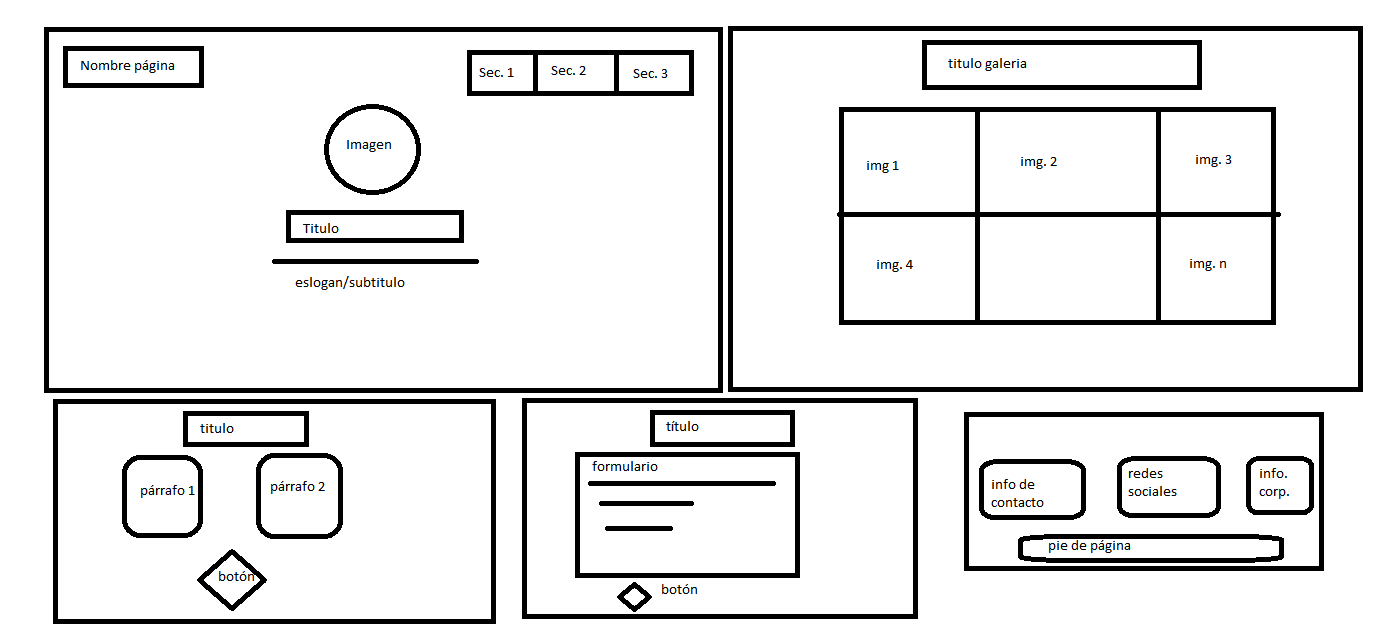 Nombre página
Sec. 1
Sec. 2
Sec. 3
Imagen
Titulo
eslogan/subtitulo
titulo galeria
img 1
img. 2
img. 3
img. 4
img. n
titulo
párrafo 1
párrafo 2
botón
título
formulario
botón
info de
contacto
redes
sociales
info.
corp.
pie de página